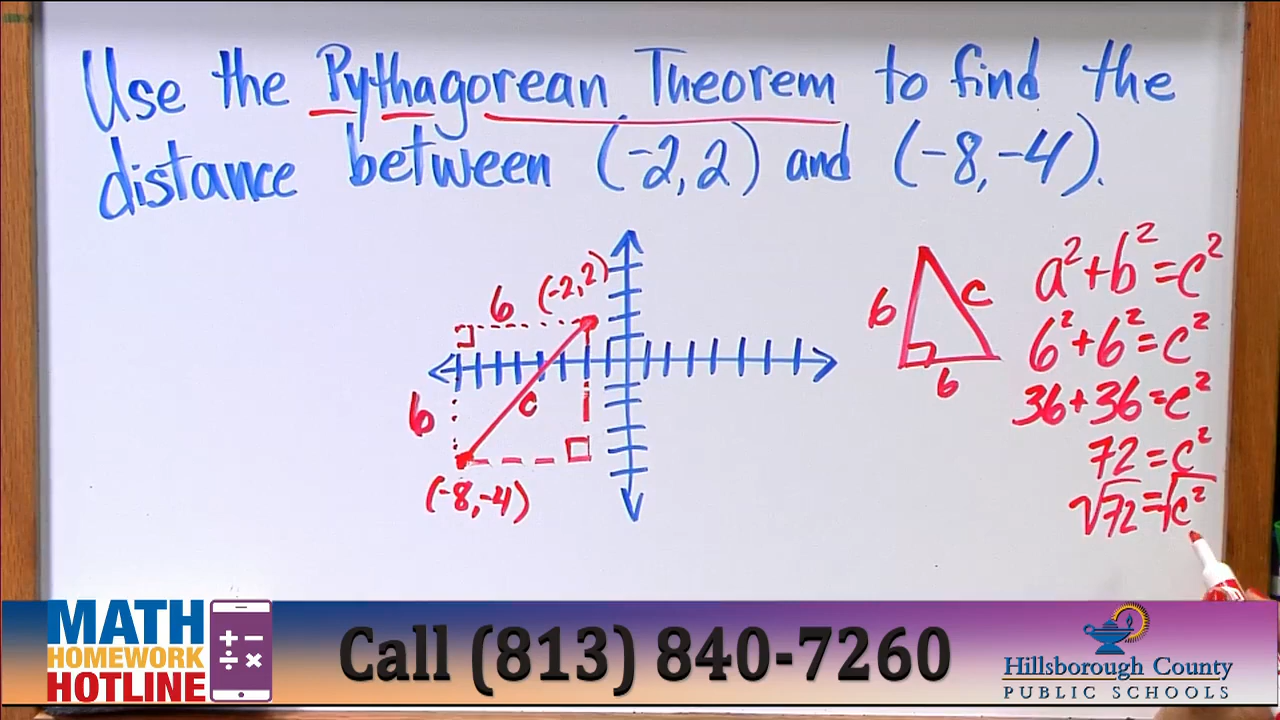 Use the Pythagorean Theorem to find the
distance between (-2,2) and (-8,-4).
6 (-2,2)
6
c
(-8,-4)
6
c
6
a²+b²=c²
6²+6²=c²
36+36=c²
72=c²
√72=√c²
MATH
HOMEWORK
HOTLINE
+ −
÷ ×
Call (813) 840-7260
Hillsborough County
PUBLIC SCHOOLS